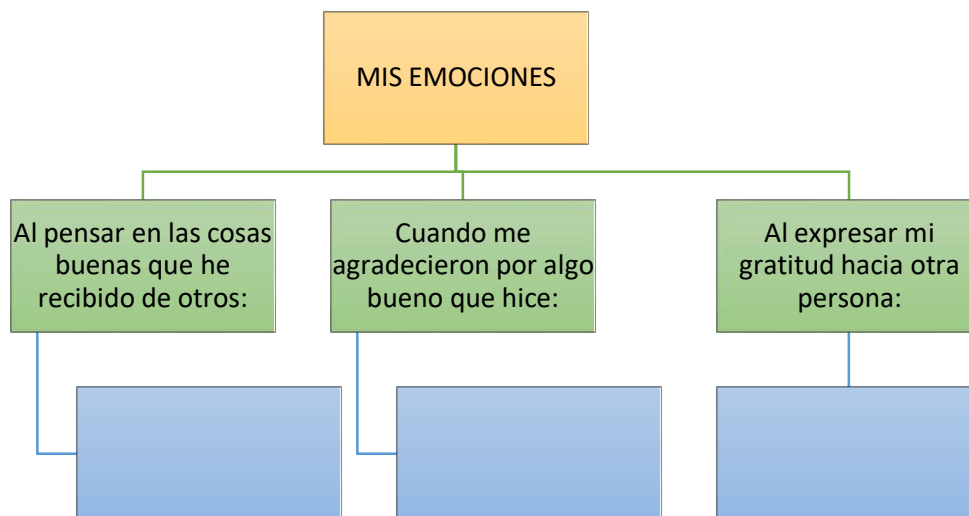 MIS EMOCIONES
Al pensar en las cosas
buenas que he
recibido de otros:
Cuando me
agradecieron por algo
bueno que hice:
Al expresar mi
gratitud hacia otra
persona: